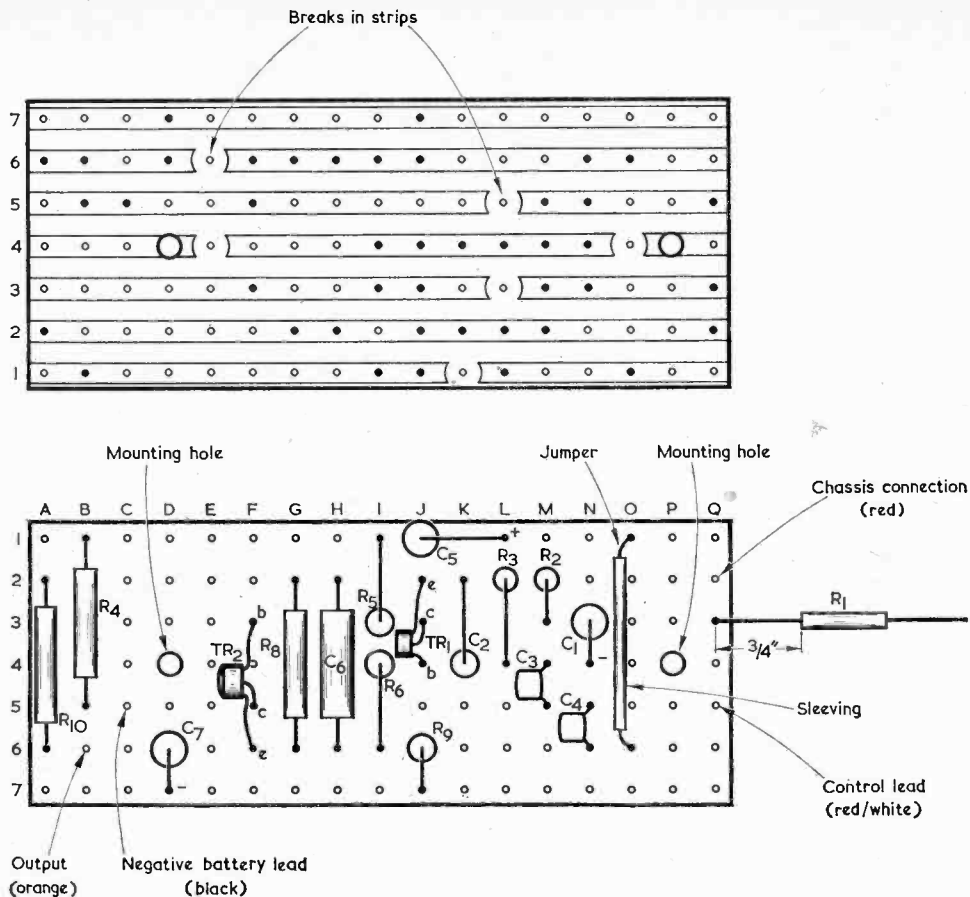 Breaks in strips
7
6
5
4
3
2
1
Mounting hole
Jumper
Mounting hole
Chassis connection
(red)
A B C D E F G H I J K L M N O P Q
1
2
3
4
5
6
7
R10
R4
C7
TR2
b
c
e
R8
C6
R5
R6
C5
+
e
c
b
TR1
R9
C2
R3
R2
C3
C4
C1
-
-
R1
3/4"
Sleeving
Control lead
(red/white)
Output
(orange)
Negative battery lead
(black)